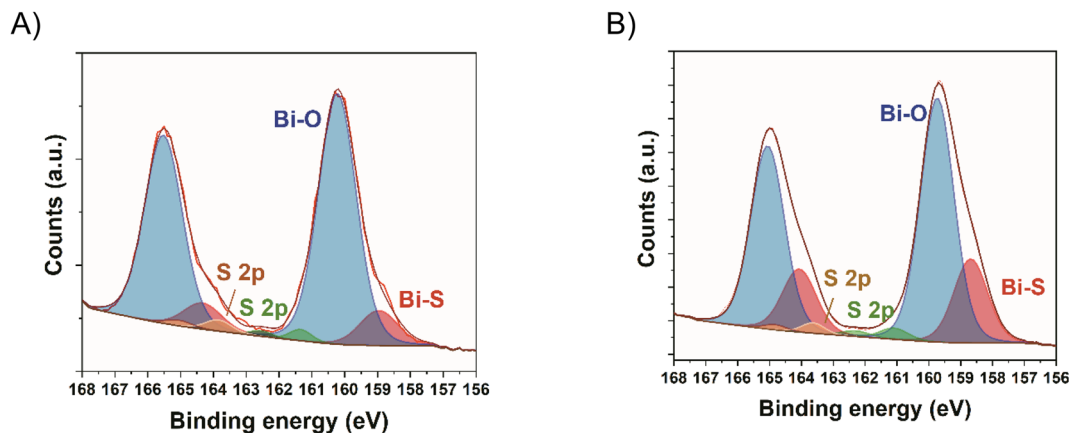 A)
Counts (a.u.)
Bi-O
S 2p
S 2p
Bi-S
168 167 166 165 164 163 162 161 160 159 158 157 156
Binding energy (eV)
B)
Counts (a.u.)
Bi-O
S 2p
S 2p
Bi-S
168 167 166 165 164 163 162 161 160 159 158 157 156
Binding energy (eV)